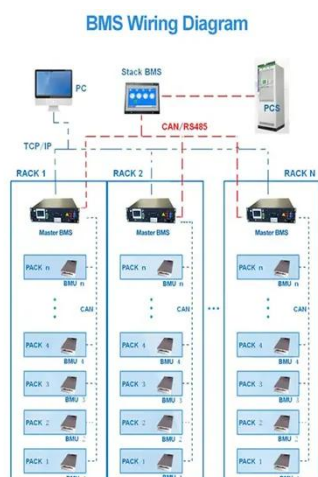 BMS Wiring Diagram
Stack BMS
PC
PCS
CAN/RS485
TCP/IP
RACK 1
RACK 2
RACK N
Master BMS
Master BMS
Master BMS
PACK n
PACK n
PACK n
BMU n
BMU n
BMU n
CAN
CAN
CAN
PACK 4
PACK 4
PACK 4
BMU 4
BMU 4
BMU 4
PACK 3
PACK 3
PACK 3
BMU 3
BMU 3
BMU 3
PACK 2
PACK 2
PACK 2
BMU 2
BMU 2
BMU 2
PACK 1
PACK 1
PACK 1